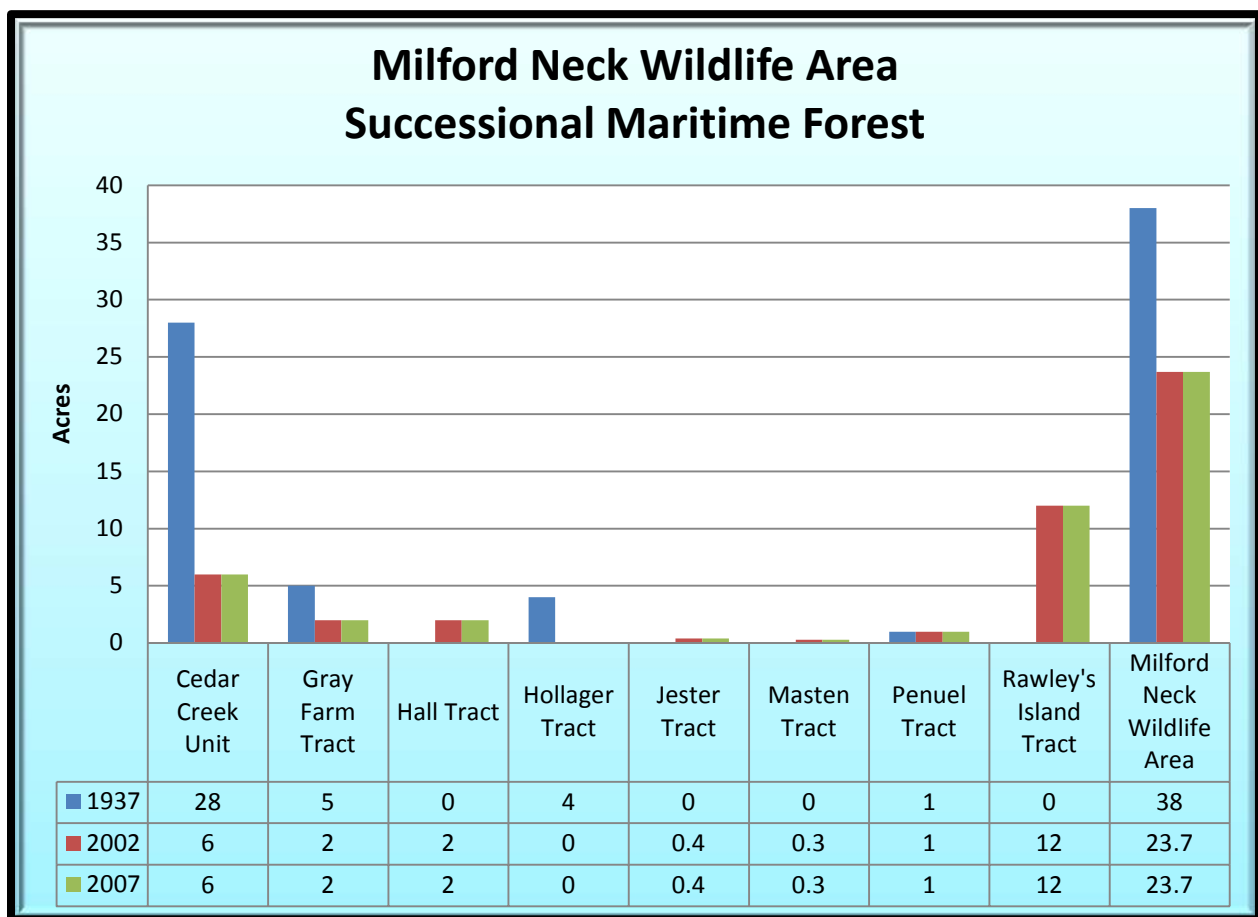 Milford Neck Wildlife Area
Successional Maritime Forest
40
35
30
25
20
15
10
5
0
Acres
Cedar Creek Unit
Gray Farm Tract
Hall Tract
Hollager Tract
Jester Tract
Masten Tract
Penuel Tract
Rawley's Island Tract
Milford Neck Wildlife Area
1937 28 5 0 4 0 0 1 0 38
2002 6 2 2 0 0.4 0.3 1 12 23.7
2007 6 2 2 0 0.4 0.3 1 12 23.7